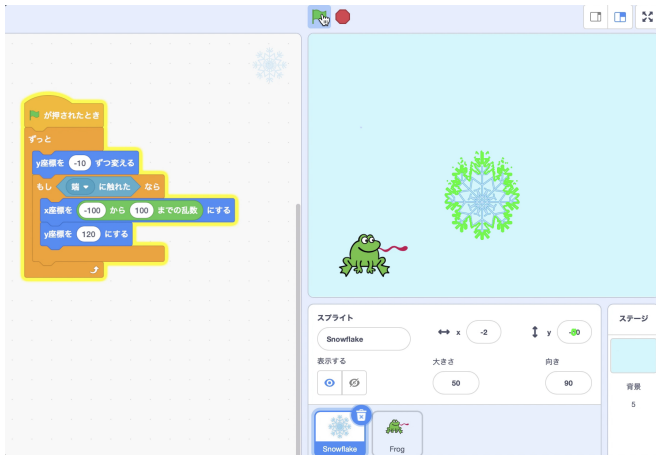 が押されたとき
ずっと
y座標を -10 ずつ変える
もし 端 に触れた なら
x座標を -100 から 100 までの乱数 にする
y座標を 120 にする
スプライト
ステージ
Snowflake
x -2
y
表示する
大きさ
向き
50
90
背景
5
Snowflake
Frog